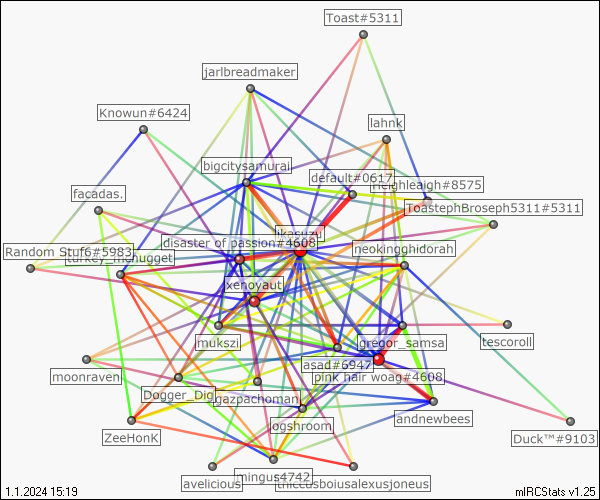 Toast#5311
jarlbreadmaker
Knowun#6424
lahnk
bigcitysamurai
default#0617
heighleaigh#8575
facadas.
ToastephBroseph5311#5311
ikasuzu
disaster of passion#4608
neokingghidorah
Random Stuf6#5983
xenoyaut
mukszi
gregor_samsa
tescoroll
asad#6947
pink hair woag#4608
moonraven
Dogger_Dig
gazpachoman
andnewbees
jogshroom
ZeeHonK
Duck™#9103
mingus4742
avelicious
thiccusboiusalexusjoneus
1.1.2024 15:19
mIRCStats v1.25